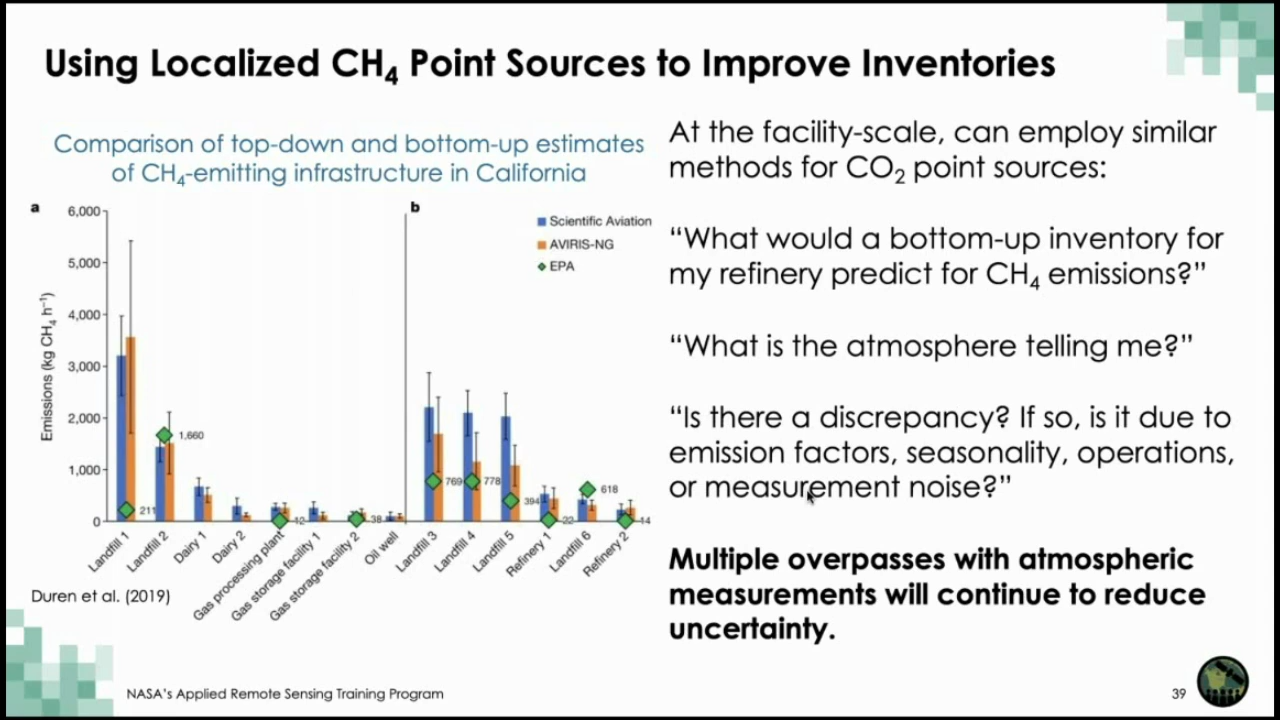 Using Localized CH4 Point Sources to Improve Inventories
Comparison of top-down and bottom-up estimates
of CH4-emitting infrastructure in California
a
b
6,000
5,000
4,000
3,000
2,000
1,000
0
Emissions (kg CH4 h⁻¹)
Scientific Aviation
AVIRIS-NG
EPA
211
1,660
12
38
769
778
394
22
618
14
Landfill 1
Landfill 2
Dairy 1
Dairy 2
Gas processing plant
Gas storage facility 1
Gas storage facility 2
Oil well
Landfill 3
Landfill 4
Landfill 5
Refinery 1
Landfill 6
Refinery 2
Duren et al. (2019)
At the facility-scale, can employ similar
methods for CO2 point sources:
“What would a bottom-up inventory for
my refinery predict for CH4 emissions?”
“What is the atmosphere telling me?”
“Is there a discrepancy? If so, is it due to
emission factors, seasonality, operations,
or measurement noise?”
Multiple overpasses with atmospheric
measurements will continue to reduce
uncertainty.
NASA’s Applied Remote Sensing Training Program
39